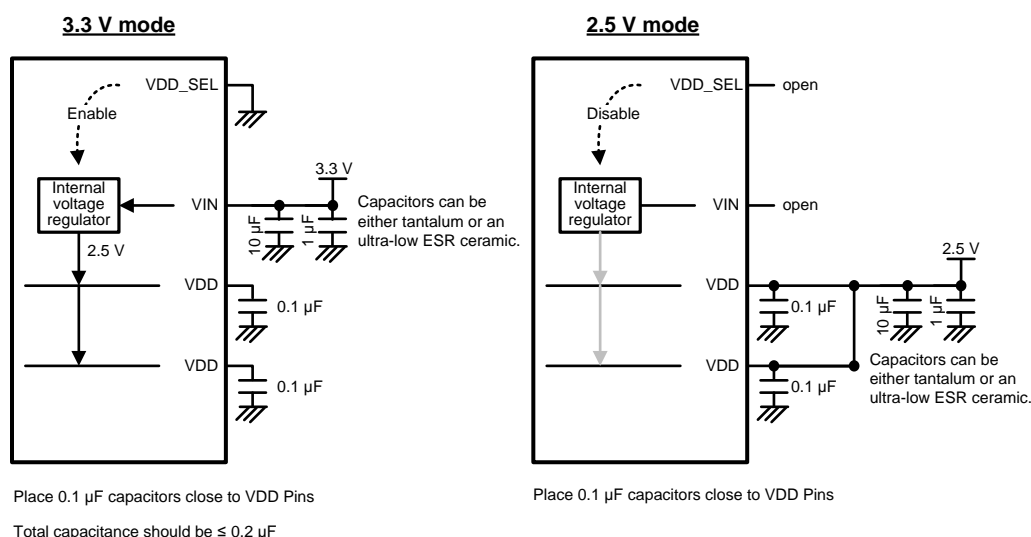 3.3 V mode
VDD_SEL
Enable
3.3 V
Internal
voltage
regulator
VIN
10 µF
1 µF
Capacitors can be
either tantalum or an
ultra-low ESR ceramic.
2.5 V
VDD
0.1 µF
VDD
0.1 µF
Place 0.1 µF capacitors close to VDD Pins
Total capacitance should be ≤ 0.2 µF
2.5 V mode
VDD_SEL
open
Disable
Internal
voltage
regulator
VIN
open
2.5 V
VDD
0.1 µF
10 µF
1 µF
VDD
0.1 µF
Capacitors can be
either tantalum or an
ultra-low ESR ceramic.
Place 0.1 µF capacitors close to VDD Pins